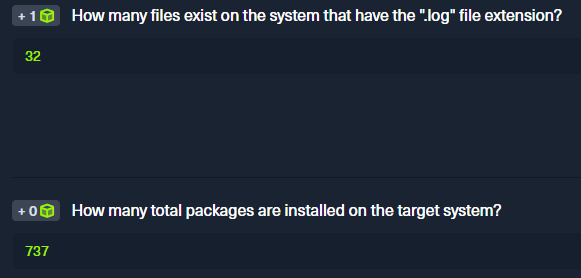 + 1 How many files exist on the system that have the ".log" file extension?
32
+ 0 How many total packages are installed on the target system?
737